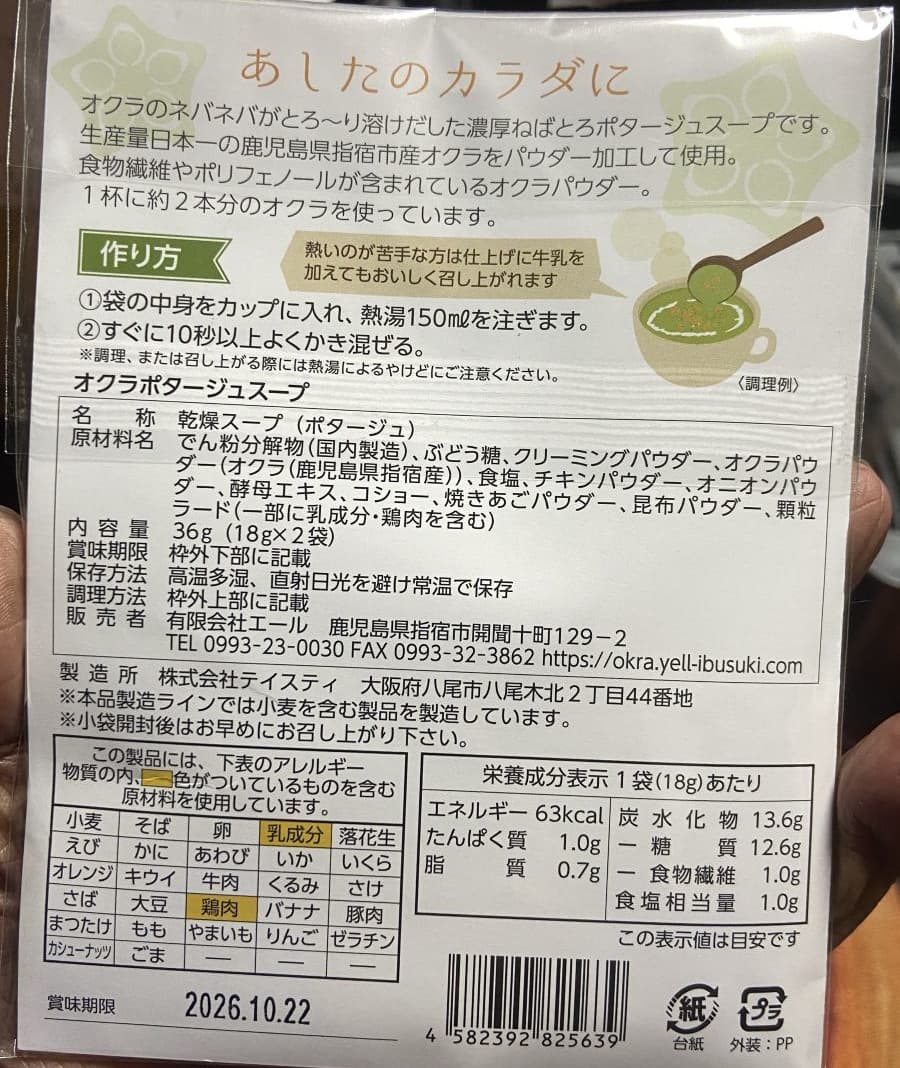 あしたのカラダに
オクラのネバネバがとろ〜り溶けだした濃厚ねばとろポタージュスープです。
生産量日本一の鹿児島県指宿市産オクラをパウダー加工して使用。
食物繊維やポリフェノールが含まれているオクラパウダー。
1杯に約2本分のオクラを使っています。
作り方
熱いのが苦手な方は仕上げに牛乳を
加えてもおいしく召し上がれます
①袋の中身をカップに入れ、熱湯150㎖を注ぎます。
②すぐに10秒以上よくかき混ぜる。
※調理、または召し上がる際には熱湯によるやけどにご注意ください。
〈調理例〉
オクラポタージュスープ
名称 乾燥スープ（ポタージュ）
原材料名 でん粉分解物(国内製造)、ぶどう糖、クリーミングパウダー、オクラパウ
ダー(オクラ(鹿児島県指宿産))、食塩、チキンパウダー、オニオンパウ
ダー、酵母エキス、コショー、焼きあごパウダー、昆布パウダー、顆粒
ラード(一部に乳成分・鶏肉を含む)
内容量 36g（18g×2袋）
賞味期限 枠外下部に記載
保存方法 高温多湿、直射日光を避け常温で保存
調理方法 枠外上部に記載
販売者 有限会社エール 鹿児島県指宿市開聞十町129－2
TEL 0993-23-0030 FAX 0993-32-3862 https://okra.yell-ibusuki.com
製造所 株式会社テイスティ 大阪府八尾市八尾木北2丁目44番地
※本品製造ラインでは小麦を含む製品を製造しています。
※小袋開封後はお早めにお召し上がり下さい。
この製品には、下表のアレルギー
物質の内、色がついているものを含む
原材料を使用しています。
小麦 そば 卵 乳成分 落花生
えび かに あわび いか いくら
オレンジ キウイ 牛肉 くるみ さけ
さば 大豆 鶏肉 バナナ 豚肉
まつたけ もも やまいも りんご ゼラチン
カシューナッツ ごま ― ― ―
栄養成分表示 1袋(18g)あたり
エネルギー 63kcal 炭水化物 13.6g
たんぱく質 1.0g ー糖質 12.6g
脂質 0.7g ー食物繊維 1.0g
食塩相当量 1.0g
この表示値は目安です
賞味期限 2026.10.22
4 582392 825639
紙
台紙
プラ
外装：PP